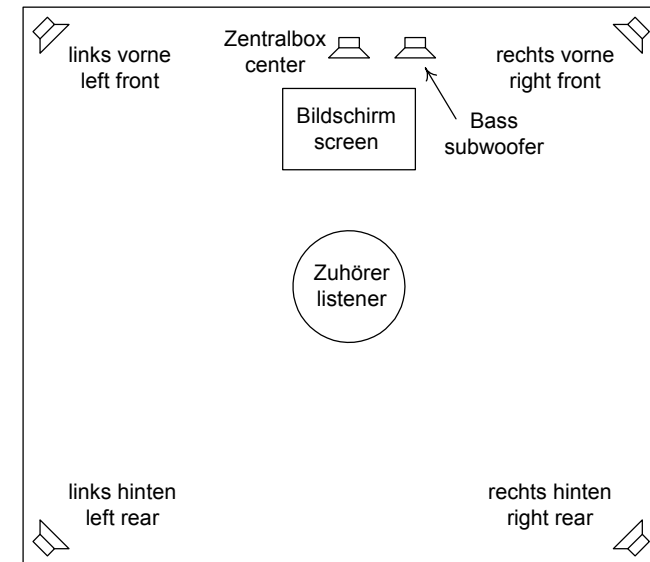 links vorne
left front
Zentralbox
center
rechts vorne
right front
Bildschirm
screen
Bass
subwoofer
Zuhörer
listener
links hinten
left rear
rechts hinten
right rear